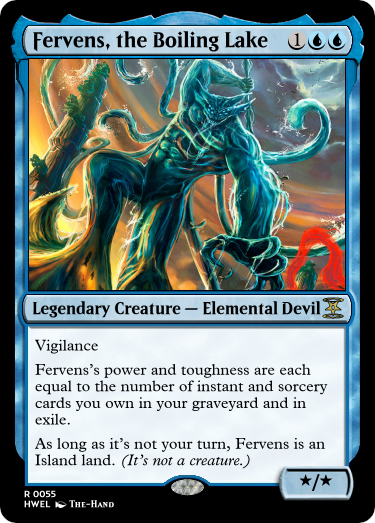 Fervens, the Boiling Lake 1
Legendary Creature — Elemental Devil
Vigilance
Fervens's power and toughness are each
equal to the number of instant and sorcery
cards you own in your graveyard and in
exile.
As long as it's not your turn, Fervens is an
Island land. (It's not a creature.)
★/★
R 0055
HWEL The-Hand